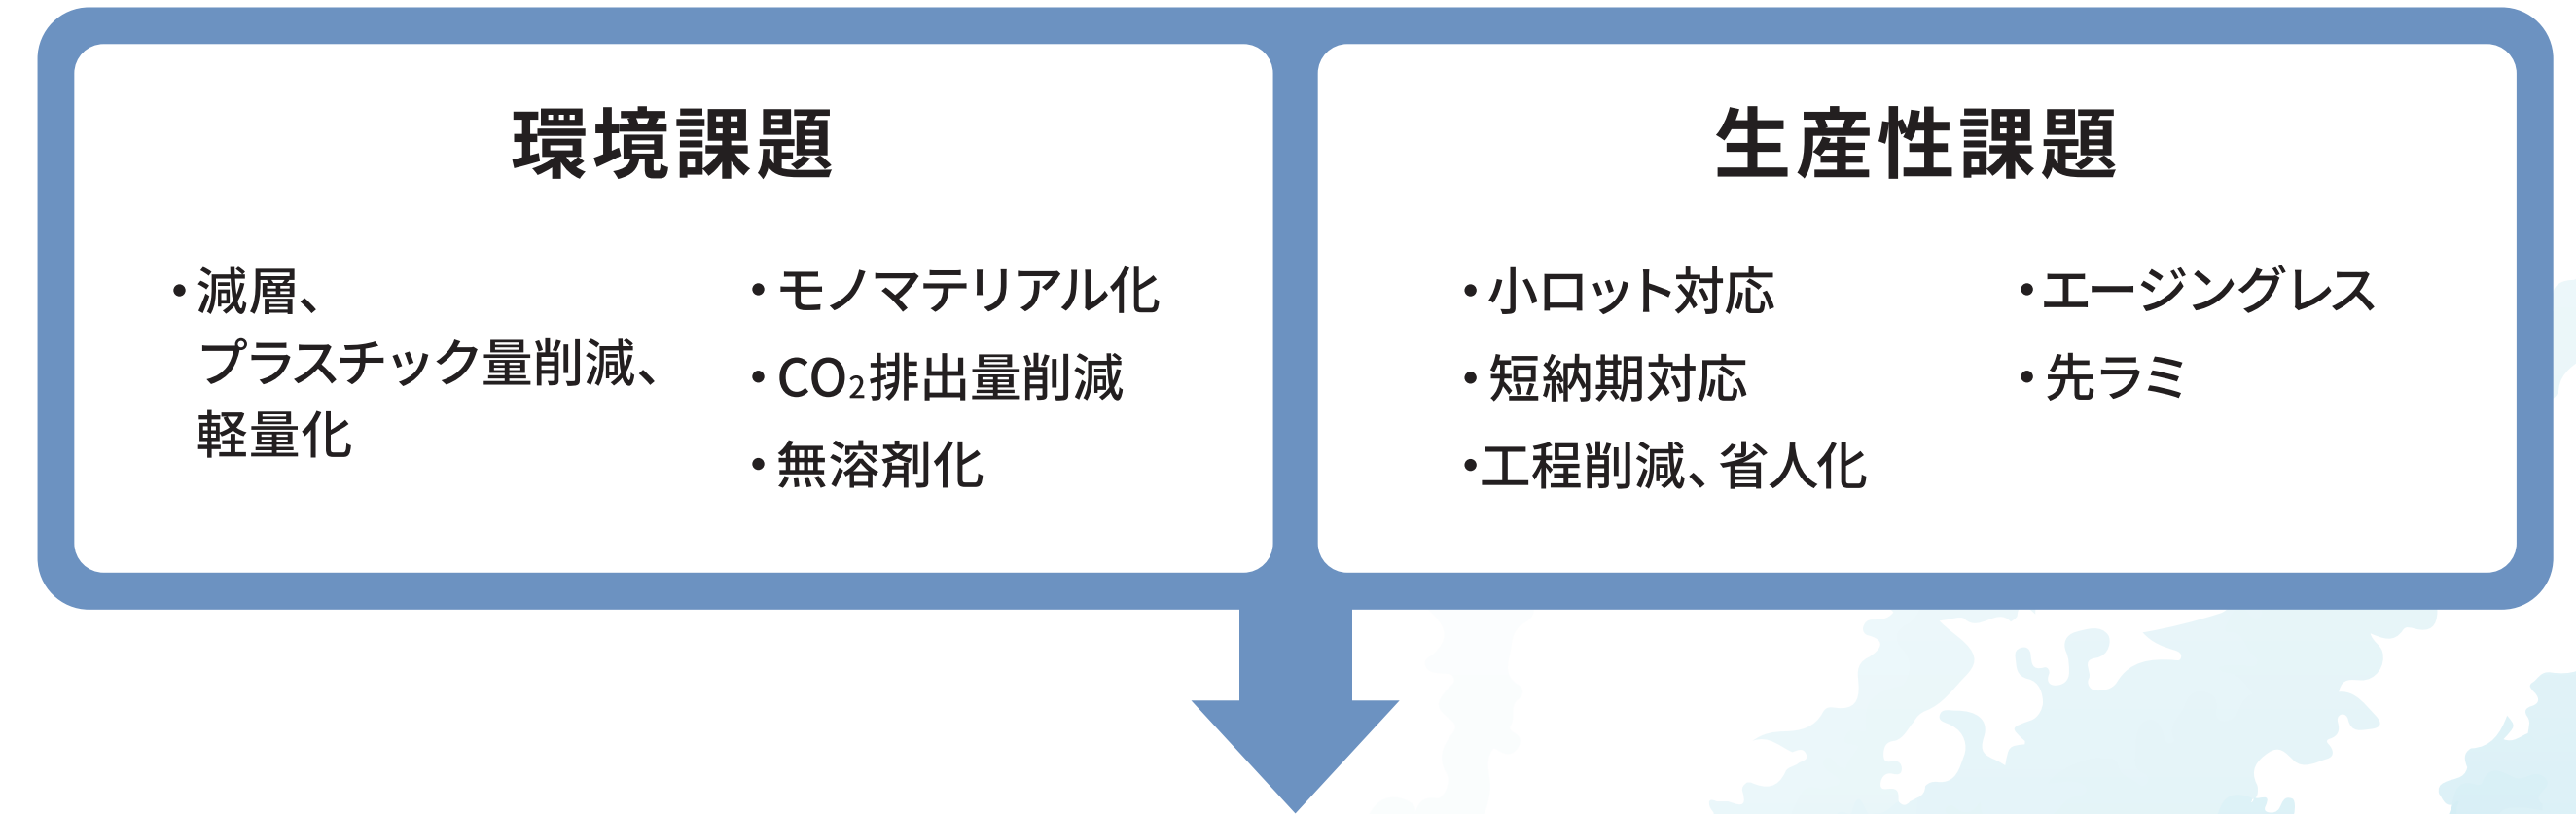 環境課題
・減層、
プラスチック量削減、
軽量化
・モノマテリアル化
・CO₂排出量削減
・無溶剤化
生産性課題
・小ロット対応
・短納期対応
・工程削減、省人化
・エージングレス
・先ラミ